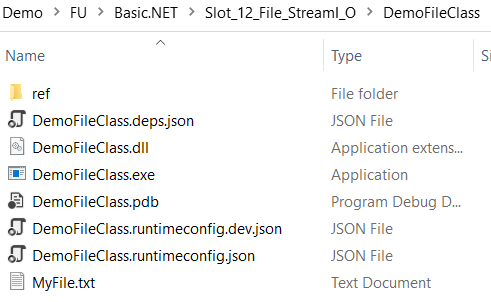 Demo > FU > Basic.NET > Slot_12_File_StreamI_O > DemoFileClass
Name Type Si
ref File folder
DemoFileClass.deps.json JSON File
DemoFileClass.dll Application extens...
DemoFileClass.exe Application
DemoFileClass.pdb Program Debug D...
DemoFileClass.runtimeconfig.dev.json JSON File
DemoFileClass.runtimeconfig.json JSON File
MyFile.txt Text Document